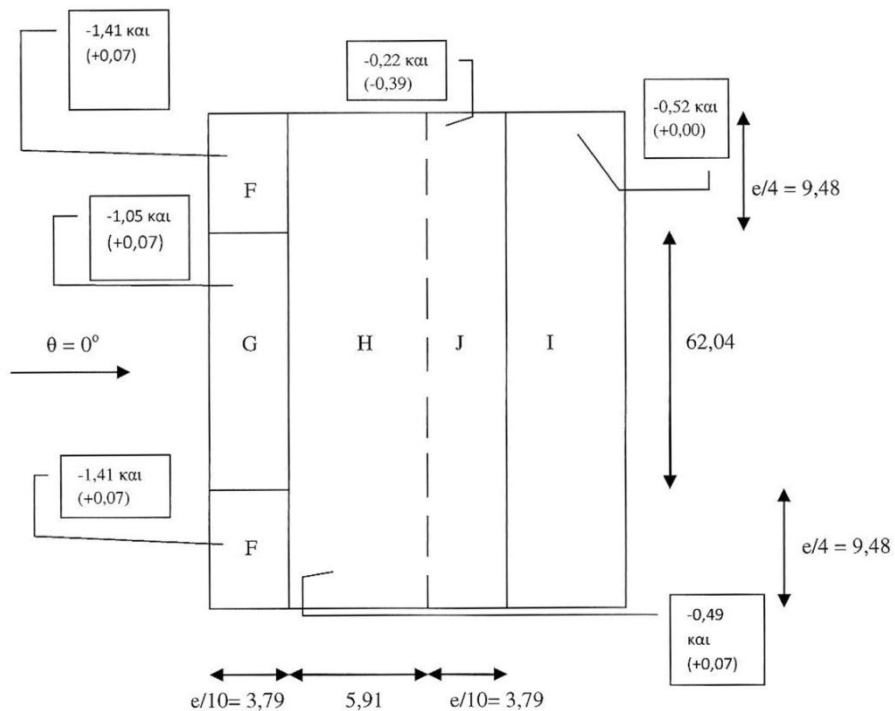 -1,41 και
(+0,07)
-0,22 και
(-0,39)
-0,52 και
(+0,00)
e/4 = 9,48
F
-1,05 και
(+0,07)
θ = 0°
G
H
J
I
62,04
-1,41 και
(+0,07)
F
e/4 = 9,48
-0,49
και
(+0,07)
e/10= 3,79
5,91
e/10= 3,79